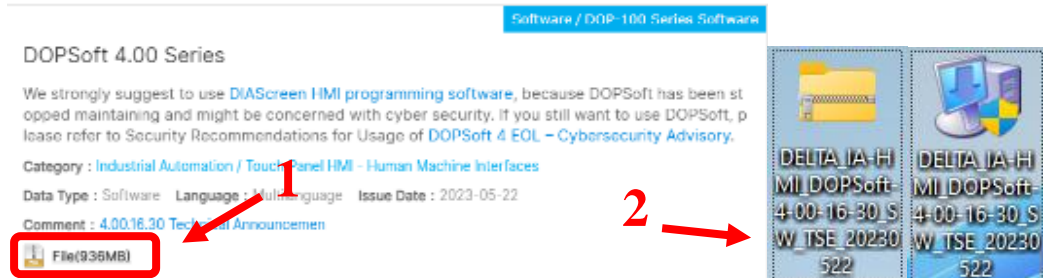 Software / DOP-100 Series Software
DOPSoft 4.00 Series
We strongly suggest to use DIAScreen HMI programming software, because DOPSoft has been st
opped maintaining and might be concerned with cyber security. If you still want to use DOPSoft, p
lease refer to Security Recommendations for Usage of DOPSoft 4 EOL – Cybersecurity Advisory.
Category : Industrial Automation / Touch Panel HMI - Human Machine Interfaces
1
Data Type : Software Language : Multilanguage Issue Date : 2023-05-22
Comment : 4.00.16.30 Technical Announcemen
File(936MB)
2
DELTA_IA-H
MI_DOPSoft-
4-00-16-30_S
W_TSE_20230
522
DELTA_IA-H
MI_DOPSoft-
4-00-16-30_S
W_TSE_20230
522